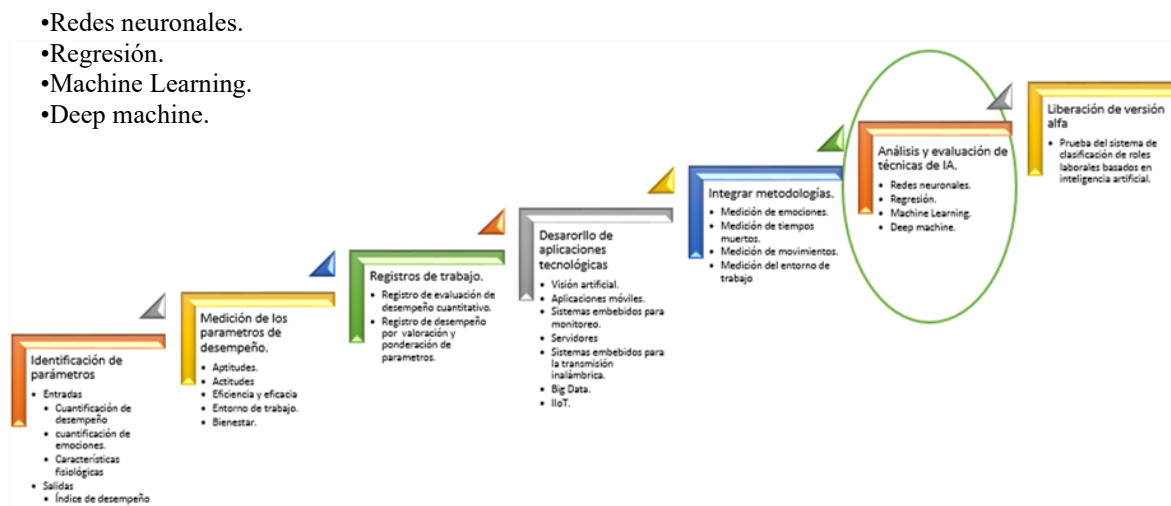 •Redes neuronales.
•Regresión.
•Machine Learning.
•Deep machine.
Identificación de
parámetros
• Entradas
• Cuantificación de
desempeño
• cuantificación de
emociones.
• Características
fisiológicas
• Salidas
• Índice de desempeño
Medición de los
parametros de
desempeño.
• Aptitudes.
• Actitudes
• Eficiencia y eficacia
• Entorno de trabajo.
• Bienestar.
Registros de trabajo.
• Registro de evaluación de
desempeño cuantitativo.
• Registro de desempeño
por valoración y
ponderación de
parametros.
Desarorllo de
aplicaciones
tecnológicas
• Visión artificial.
• Aplicaciones móviles.
• Sistemas embebidos para
monitoreo.
• Servidores
• Sistemas embebidos para
la transmisión
inalámbrica.
• Big Data.
• IIoT.
Integrar metodologías.
• Medición de emociones.
• Medición de tiempos
muertos.
• Medición de movimientos.
• Medición del entorno de
trabajo
Análisis y evaluación de
técnicas de IA.
• Redes neuronales.
• Regresión.
• Machine Learning.
• Deep machine.
Liberación de versión
alfa
• Prueba del sistema de
clasificación de roles
laborales basados en
inteligencia artificial.